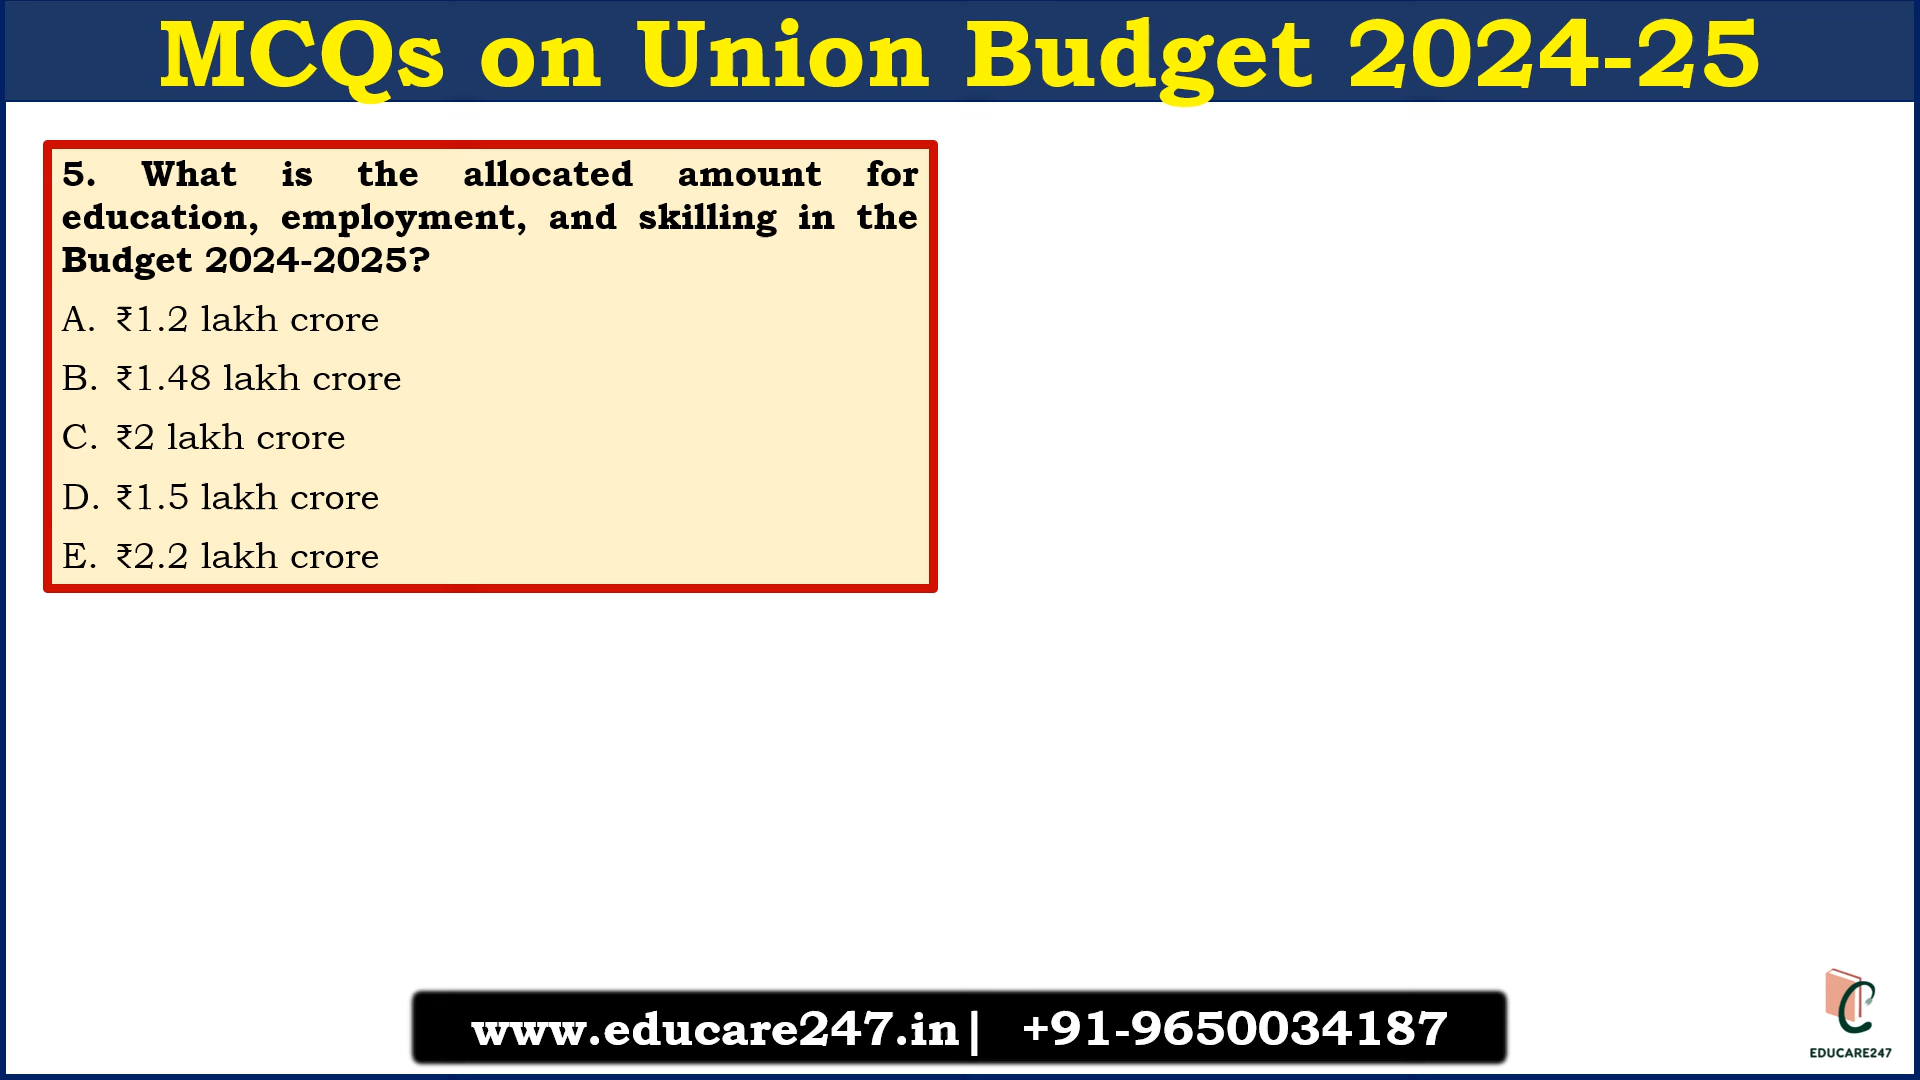 MCQs on Union Budget 2024-25
5. What is the allocated amount for
education, employment, and skilling in the
Budget 2024-2025?
A. ₹1.2 lakh crore
B. ₹1.48 lakh crore
C. ₹2 lakh crore
D. ₹1.5 lakh crore
E. ₹2.2 lakh crore
www.educare247.in| +91-9650034187
EDUCARE247